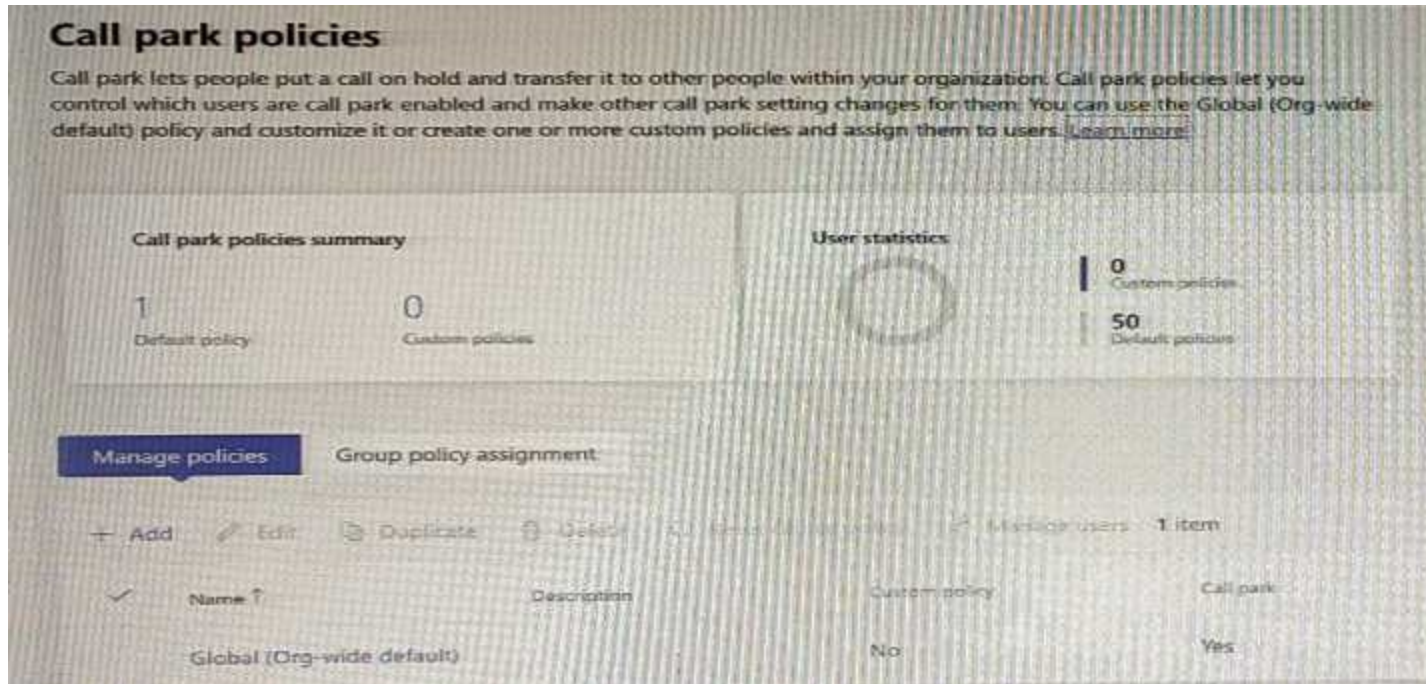 Call park policies
Call park lets people put a call on hold and transfer it to other people within your organization. Call park policies let you
control which users are call park enabled and make other call park setting changes for them. You can use the Global (Org-wide
default) policy and customize it or create one or more custom policies and assign them to users. Learn more
Call park policies summary
User statistics
1
0
Default policy
Custom policies
0
Custom policies
50
Default policies
Manage policies
Group policy assignment
+ Add Edit Duplicate Delete Manage users 1 item
Name ↑ Description Custom policy Call park
Global (Org-wide default) No Yes